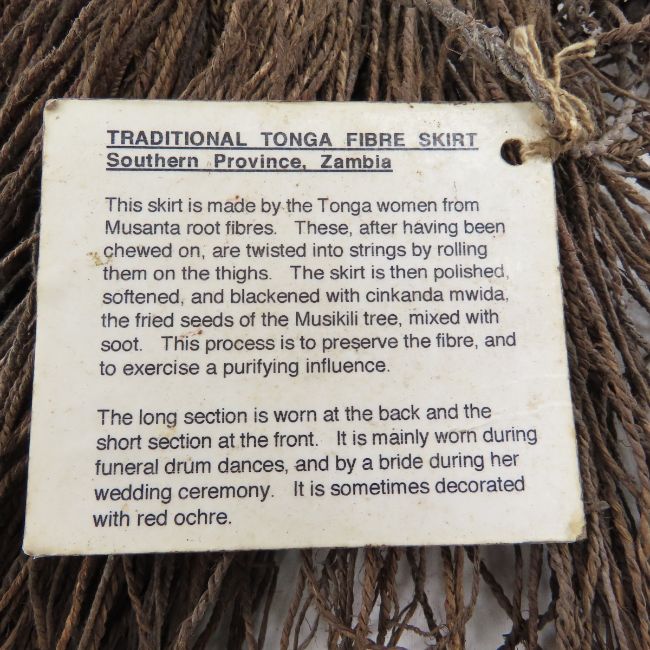 TRADITIONAL TONGA FIBRE SKIRT
Southern Province, Zambia
This skirt is made by the Tonga women from
Musanta root fibres. These, after having been
chewed on, are twisted into strings by rolling
them on the thighs. The skirt is then polished,
softened, and blackened with cinkanda mwida,
the fried seeds of the Musikili tree, mixed with
soot. This process is to preserve the fibre, and
to exercise a purifying influence.
The long section is worn at the back and the
short section at the front. It is mainly worn during
funeral drum dances, and by a bride during her
wedding ceremony. It is sometimes decorated
with red ochre.